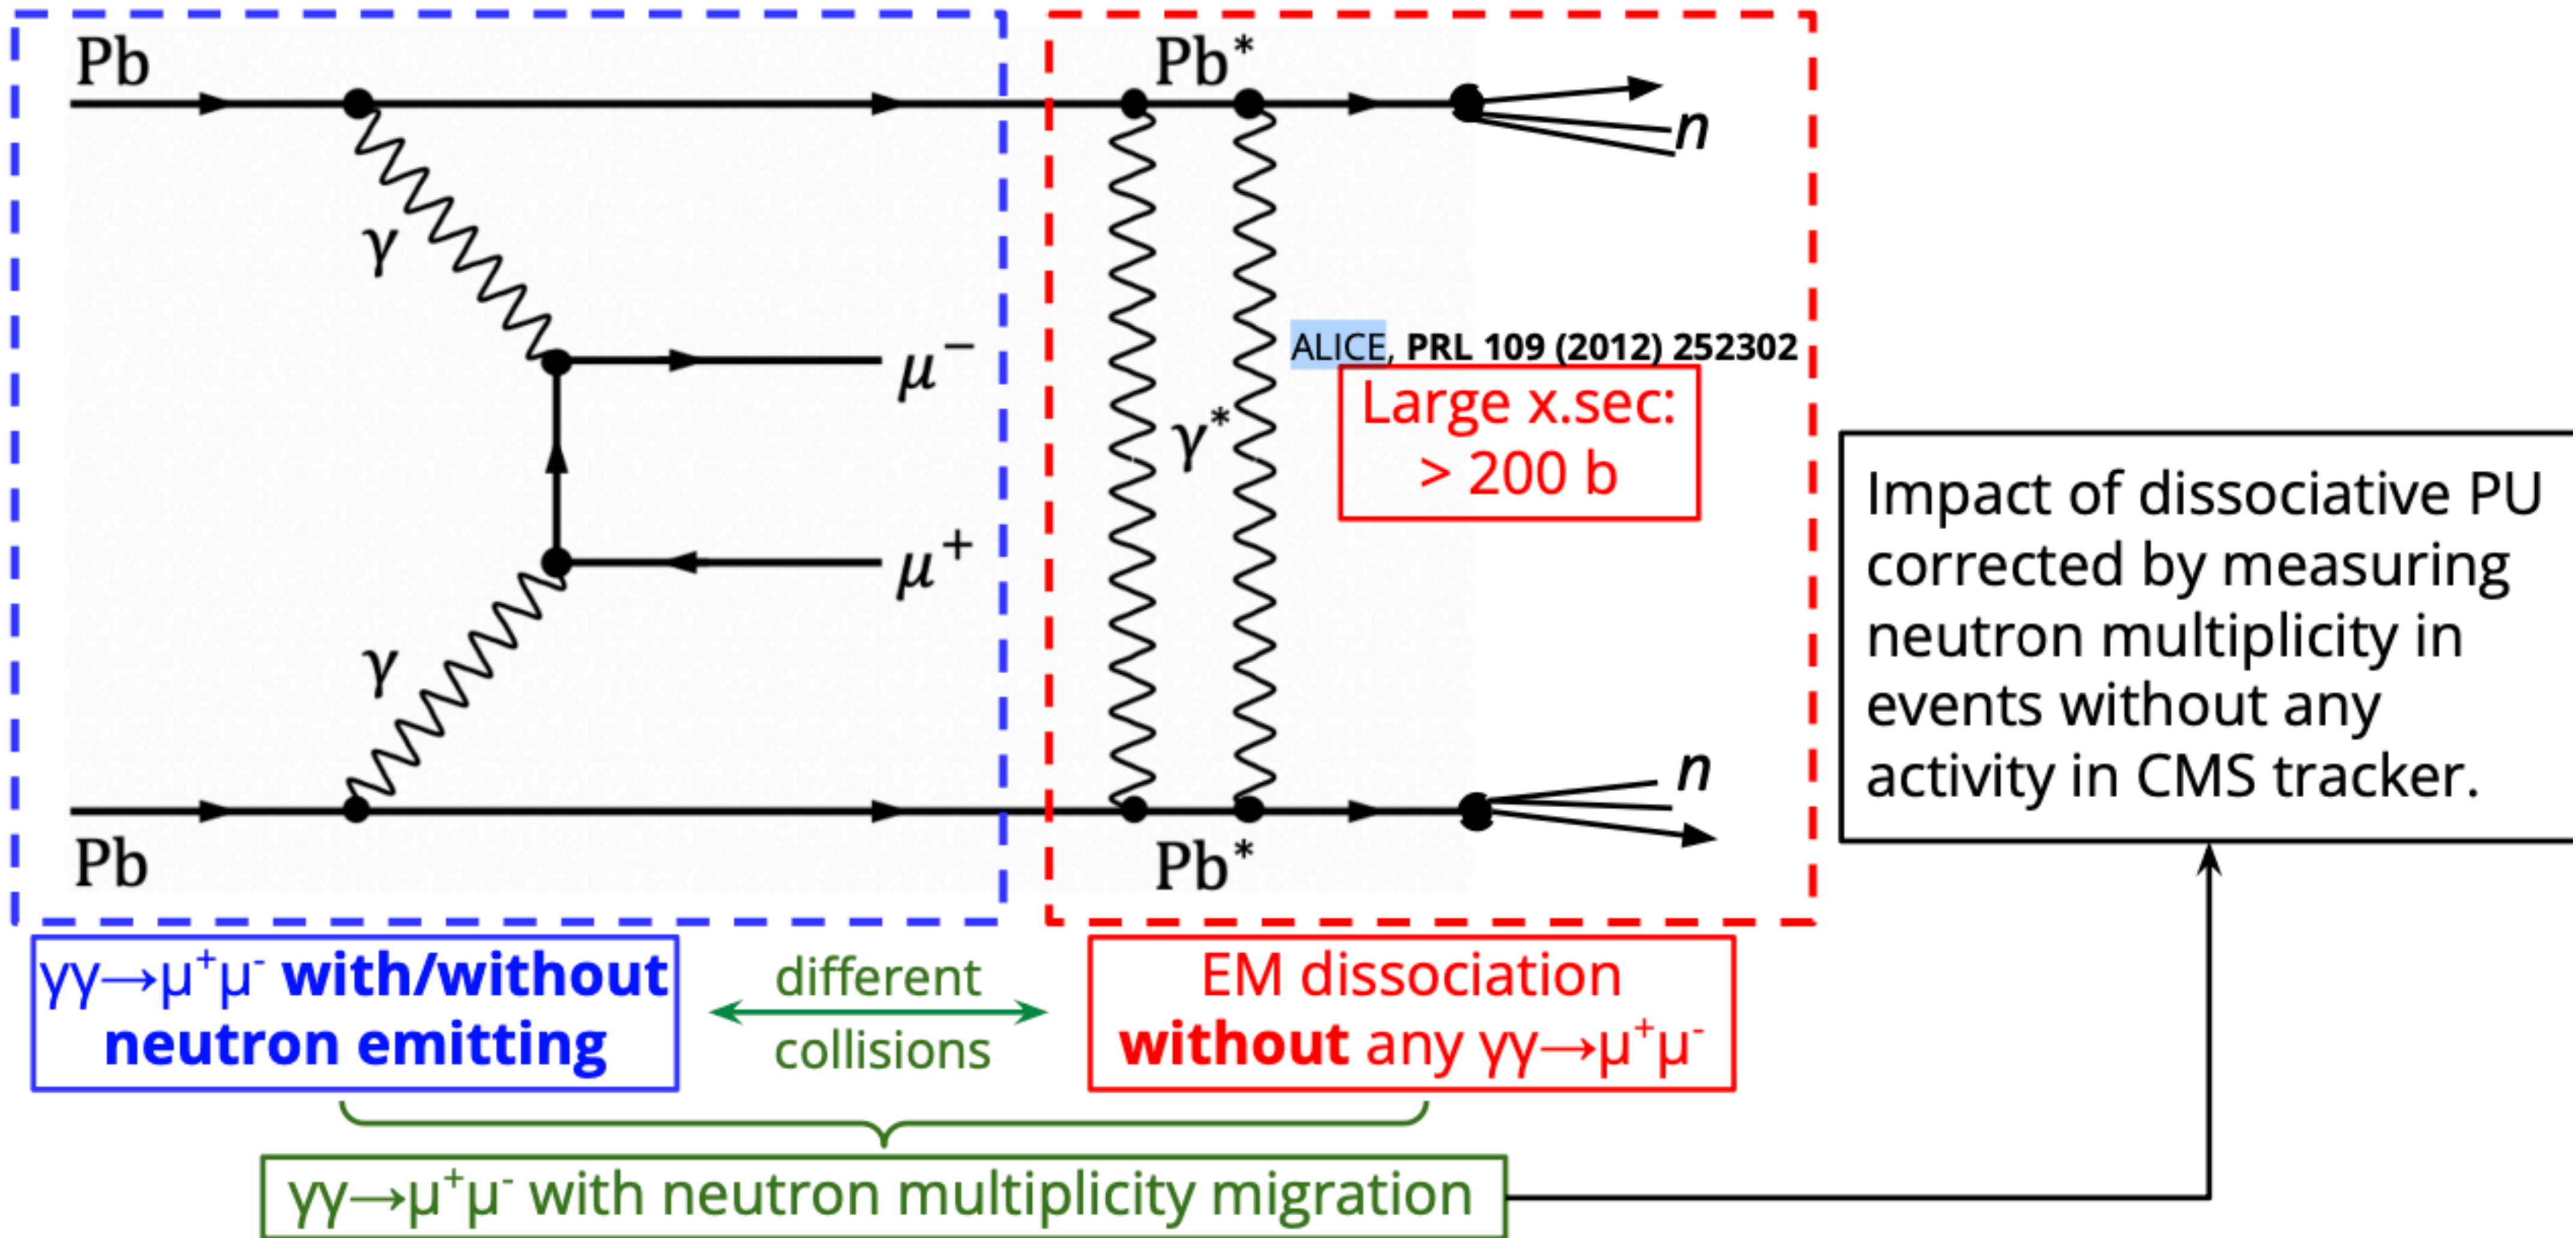 Pb
Pb*
n
γ
μ⁻
ALICE, PRL 109 (2012) 252302
Large x.sec:
> 200 b
γ*
μ⁺
γ
n
Pb
Pb*
Impact of dissociative PU
corrected by measuring
neutron multiplicity in
events without any
activity in CMS tracker.
γγ→μ⁺μ⁻ with/without
neutron emitting
different
collisions
EM dissociation
without any γγ→μ⁺μ⁻
γγ→μ⁺μ⁻ with neutron multiplicity migration